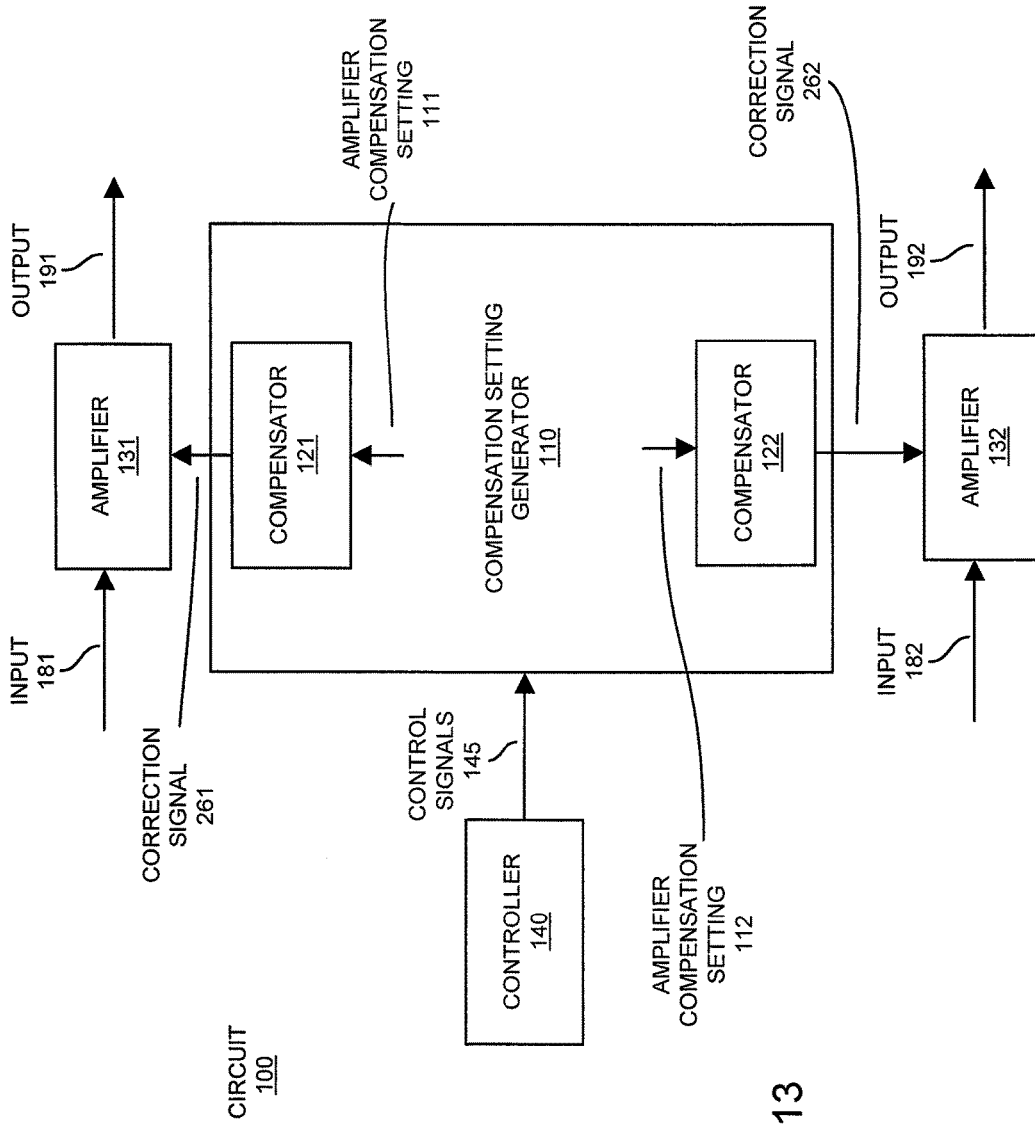 CIRCUIT
100
INPUT
181
AMPLIFIER
131
OUTPUT
191
CORRECTION
SIGNAL
261
COMPENSATOR
121
AMPLIFIER
COMPENSATION
SETTING
111
CONTROLLER
140
CONTROL
SIGNALS
145
COMPENSATION SETTING
GENERATOR
110
AMPLIFIER
COMPENSATION
SETTING
112
COMPENSATOR
122
CORRECTION
SIGNAL
262
INPUT
182
AMPLIFIER
132
OUTPUT
192
13